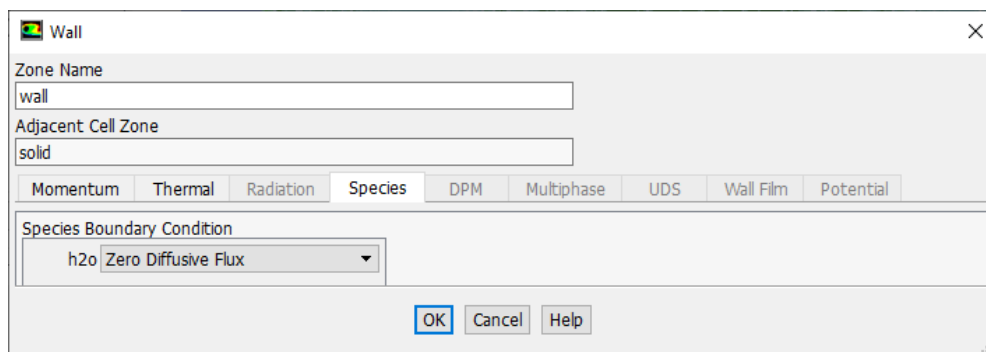 Wall
Zone Name
wall
Adjacent Cell Zone
solid
Momentum Thermal Radiation Species DPM Multiphase UDS Wall Film Potential
Species Boundary Condition
h2o Zero Diffusive Flux
OK Cancel Help